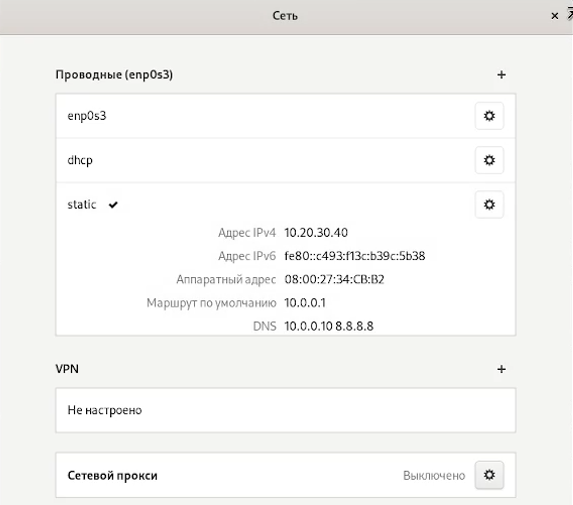 Сеть
Проводные (enp0s3)
enp0s3
dhcp
static
Адрес IPv4 10.20.30.40
Адрес IPv6 fe80::c493:f13c:b39c:5b38
Аппаратный адрес 08:00:27:34:CB:B2
Маршрут по умолчанию 10.0.0.1
DNS 10.0.0.10 8.8.8.8
VPN
Не настроено
Сетевой прокси Выключено